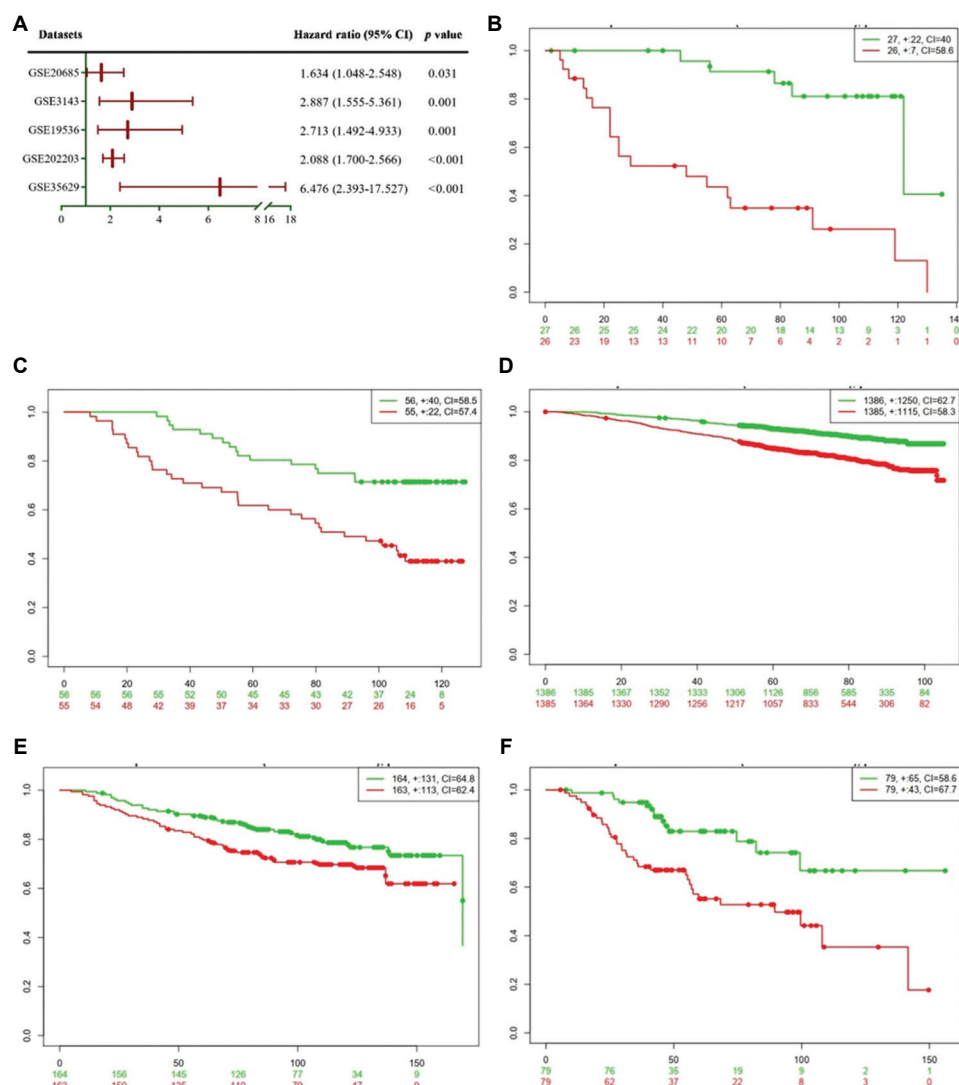 A
Datasets Hazard ratio (95% CI) p value
GSE20685 1.634 (1.048-2.548) 0.031
GSE3143 2.887 (1.555-5.361) 0.001
GSE19536 2.713 (1.492-4.933) 0.001
GSE202203 2.088 (1.700-2.566) <0.001
GSE35629 6.476 (2.393-17.527) <0.001
0 2 4 6 8 16 18
B
27, +:22, CI=40
26, +:7, CI=58.6
1.0
0.8
0.6
0.4
0.2
0.0
0 20 40 60 80 100 120
27 26 25 25 24 22 20 20 18 14 13 9 3 1 0
26 23 19 13 13 11 10 7 6 4 2 2 1 1 0
C
56, +:40, CI=58.5
55, +:22, CI=57.4
1.0
0.8
0.6
0.4
0.2
0.0
0 20 40 60 80 100 120
56 56 56 55 52 50 45 45 43 42 37 24 8
55 54 48 42 39 37 34 33 30 27 26 16 5
D
1386, +:1250, CI=62.7
1385, +:1115, CI=58.3
1.0
0.8
0.6
0.4
0.2
0.0
0 20 40 60 80 100
1386 1385 1367 1352 1333 1306 1126 856 585 335 84
1385 1364 1330 1290 1256 1217 1057 833 544 306 82
E
164, +:131, CI=64.8
163, +:113, CI=62.4
1.0
0.8
0.6
0.4
0.2
0.0
0 50 100 150
164 156 145 126 77 34 9
F
79, +:65, CI=58.6
79, +:43, CI=67.7
1.0
0.8
0.6
0.4
0.2
0.0
0 50 100 150
79 76 35 19 9 2 1
79 62 37 22 8 3 0